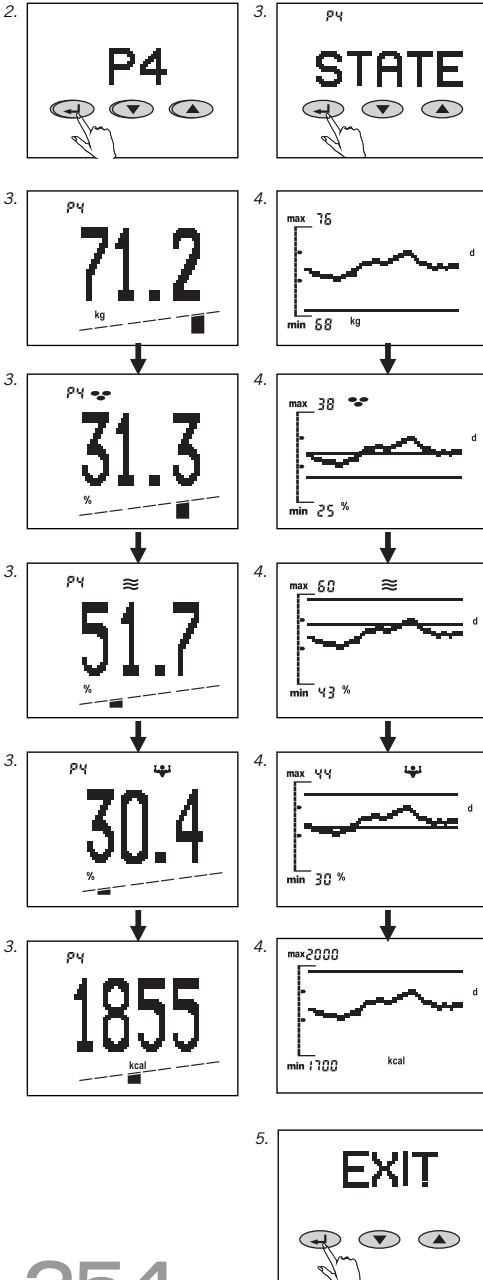 2.
P4
3.
P4
STATE
3.
P4
71.2
kg
4.
max 76
d
min 68 kg
3.
P4
31.3
%
4.
max 38
d
min 25 %
3.
P4
51.7
%
4.
max 60
d
min 43 %
3.
P4
30.4
%
4.
max 44
d
min 30 %
3.
P4
1855
kcal
4.
max 2000
d
min 1700 kcal
5.
EXIT
254